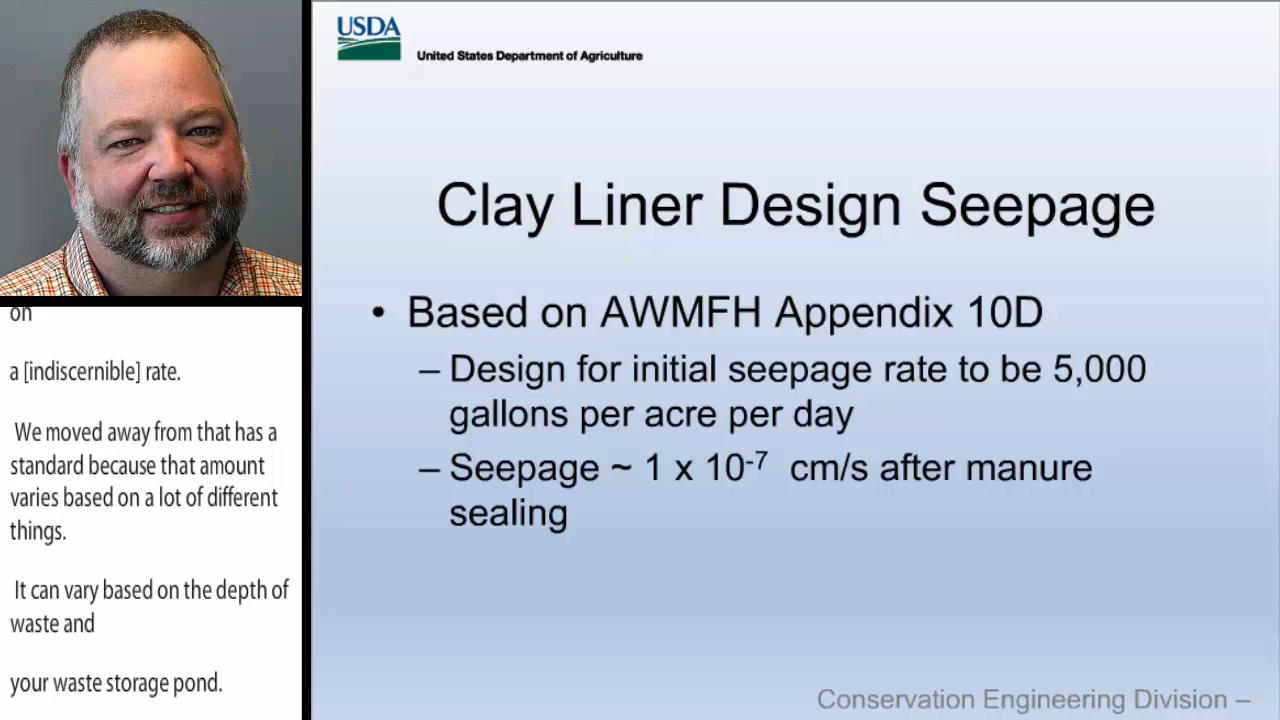 USDA
United States Department of Agriculture
Clay Liner Design Seepage
• Based on AWMFH Appendix 10D
– Design for initial seepage rate to be 5,000
gallons per acre per day
– Seepage ~ 1 x 10⁻⁷ cm/s after manure
sealing
Conservation Engineering Division –
on
a [indiscernible] rate.
We moved away from that has a
standard because that amount
varies based on a lot of different
things.
It can vary based on the depth of
waste and
your waste storage pond.